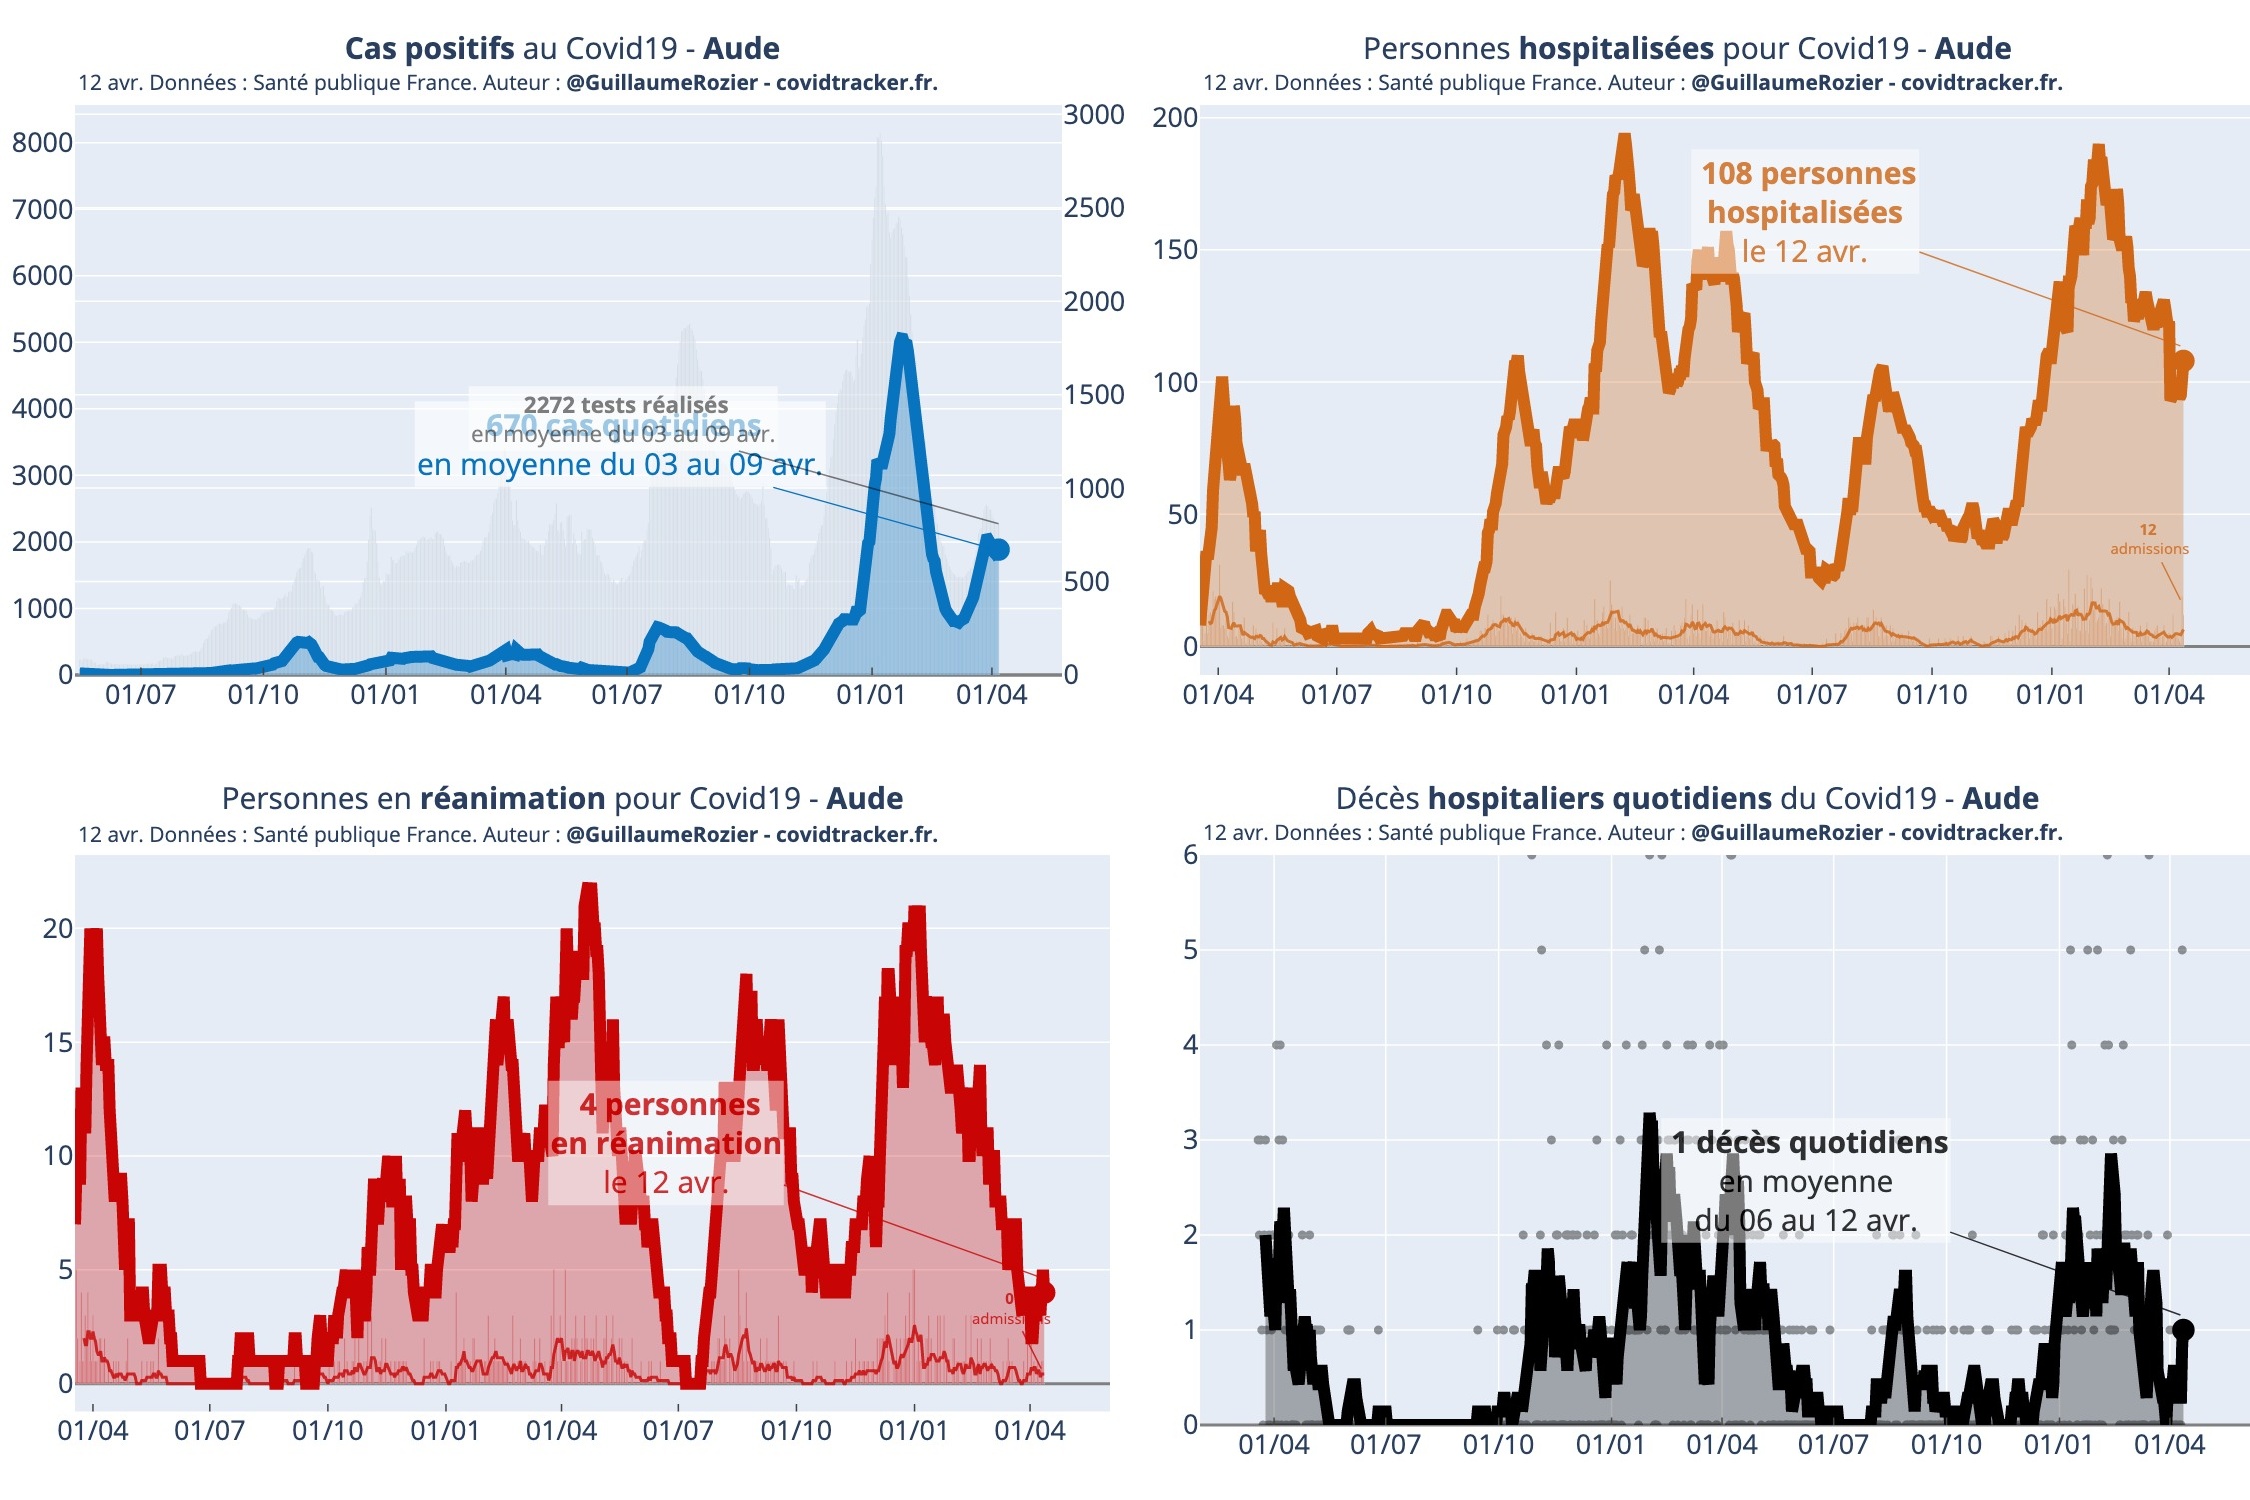 Cas positifs au Covid19 - Aude
12 avr. Données : Santé publique France. Auteur : @GuillaumeRozier - covidtracker.fr.
8000
7000
6000
5000
4000
3000
2000
1000
0
3000
2500
2000
1500
1000
500
0
2272 tests réalisés
en moyenne du 03 au 09 avr.
670 cas quotidiens
en moyenne du 03 au 09 avr.
01/07 01/10 01/01 01/04 01/07 01/10 01/01 01/04
Personnes hospitalisées pour Covid19 - Aude
12 avr. Données : Santé publique France. Auteur : @GuillaumeRozier - covidtracker.fr.
200
150
100
50
0
108 personnes
hospitalisées
le 12 avr.
12
admissions
01/04 01/07 01/10 01/01 01/04 01/07 01/10 01/01 01/04
Personnes en réanimation pour Covid19 - Aude
12 avr. Données : Santé publique France. Auteur : @GuillaumeRozier - covidtracker.fr.
20
15
10
5
0
4 personnes
en réanimation
le 12 avr.
0
admissions
01/04 01/07 01/10 01/01 01/04 01/07 01/10 01/01 01/04
Décès hospitaliers quotidiens du Covid19 - Aude
12 avr. Données : Santé publique France. Auteur : @GuillaumeRozier - covidtracker.fr.
6
5
4
3
2
1
0
1 décès quotidiens
en moyenne
du 06 au 12 avr.
01/04 01/07 01/10 01/01 01/04 01/07 01/10 01/01 01/04